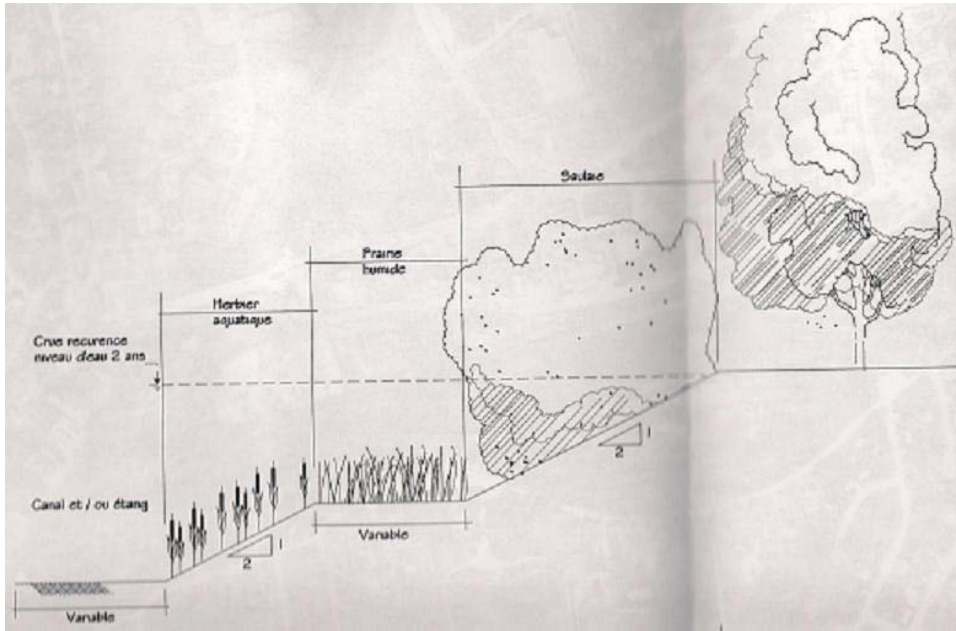 Saulaie
Prairie
humide
Herbier
aquatique
Crue recurence
niveau d'eau 2 ans
Canal et / ou étang
1
2
Variable
1
2
Variable